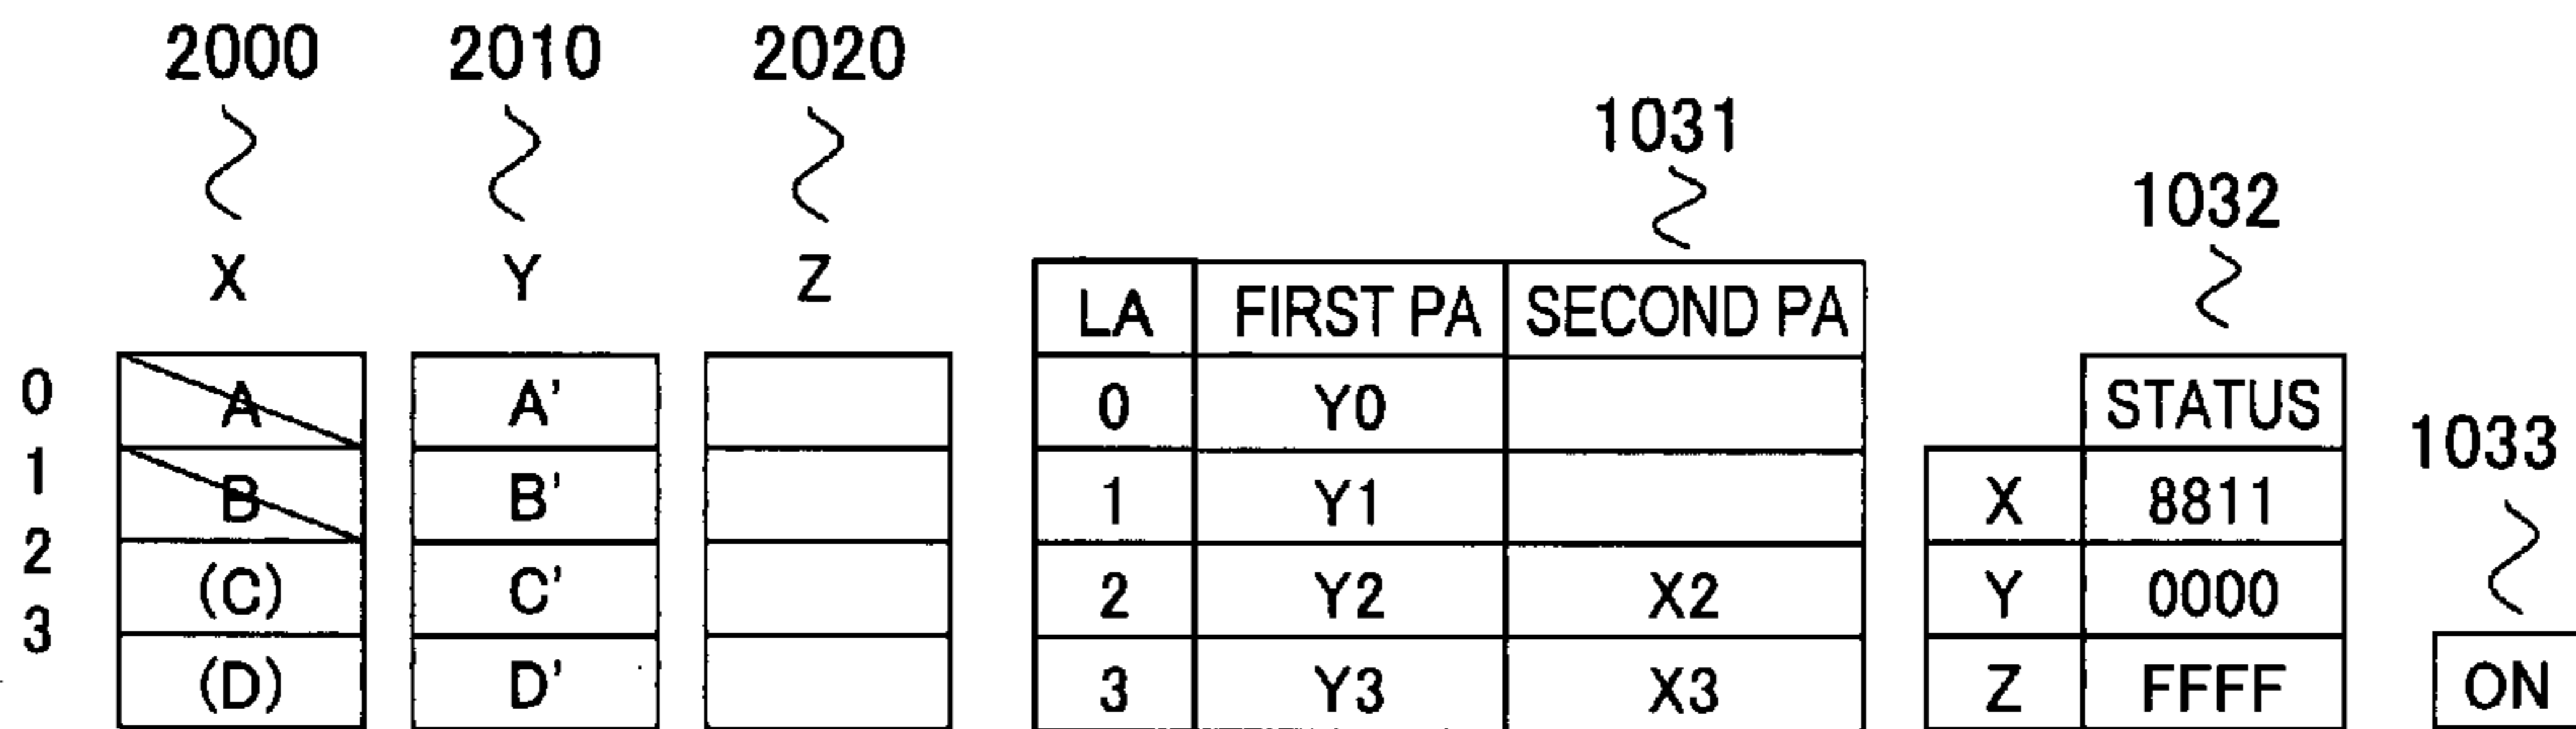 2000 2010 2020
1031
1032
X Y Z
LA FIRST PA SECOND PA
0 A A' 0 Y0 STATUS
1033
1 B B' 1 Y1 X 8811
2 (C) C' 2 Y2 X2 Y 0000
3 (D) D' 3 Y3 X3 Z FFFF ON